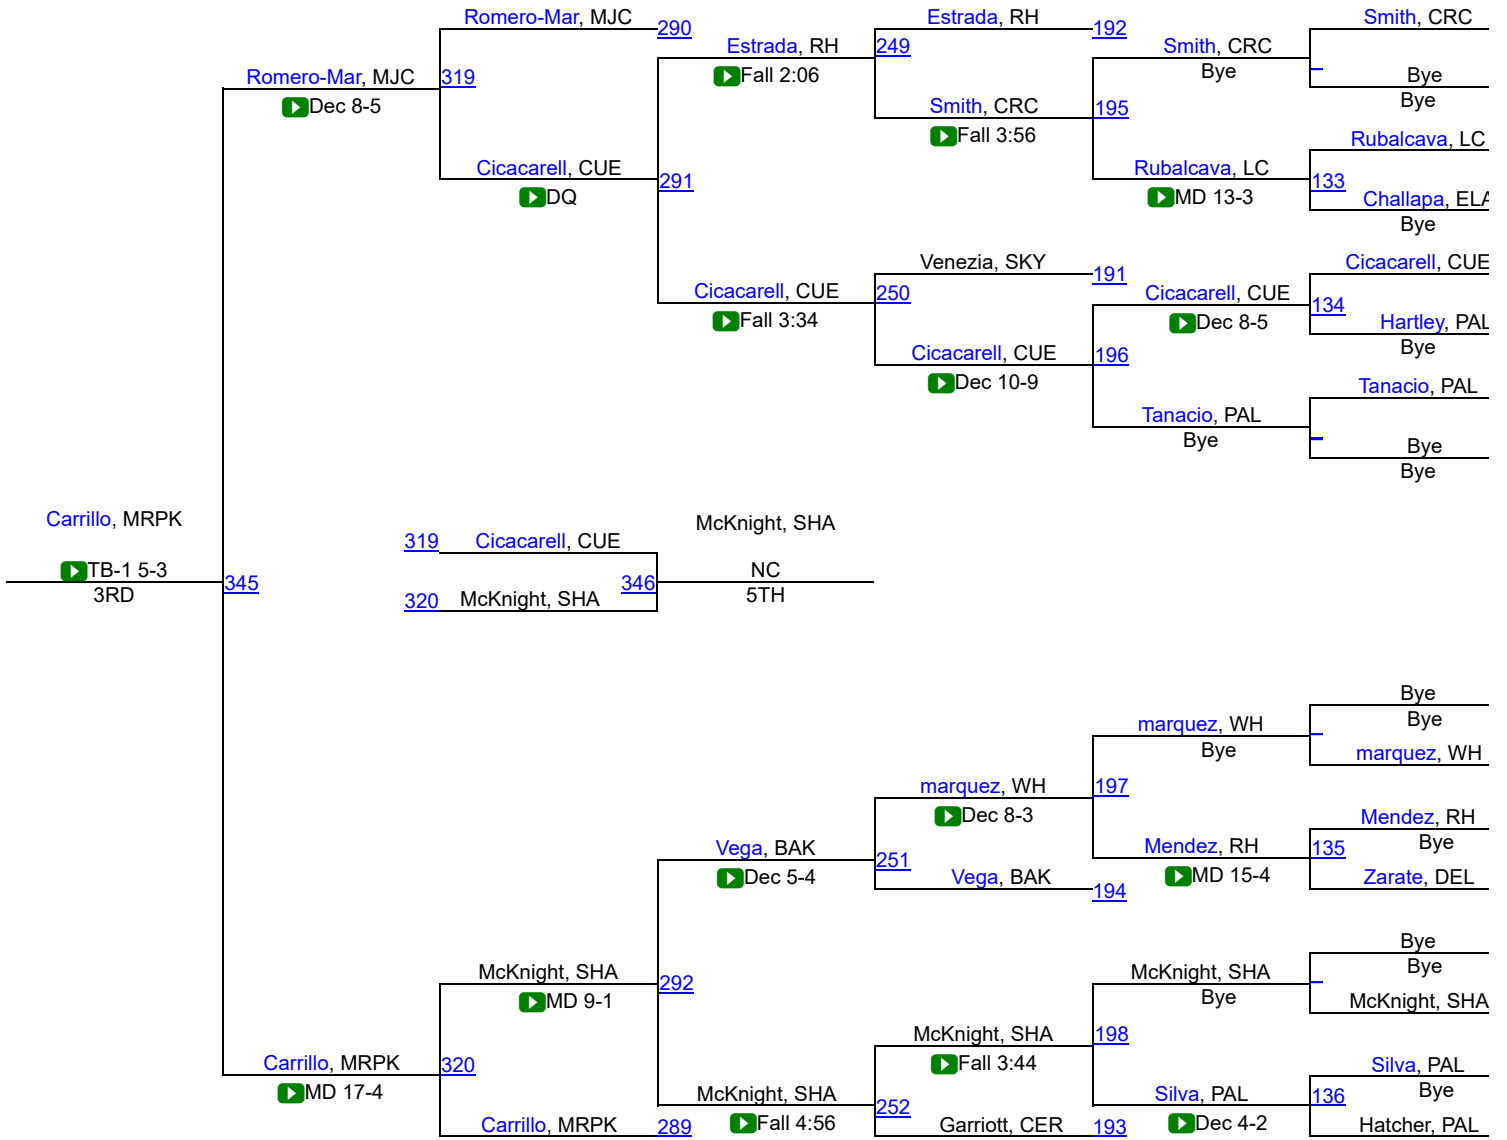 Romero-Mar, MJC
290
Estrada, RH
192
Smith, CRC
Estrada, RH
249
Smith, CRC
Bye
Bye
Bye
Romero-Mar, MJC
319
Fall 2:06
Dec 8-5
Smith, CRC
195
Fall 3:56
Rubalcava, LC
Cicacarell, CUE
291
Rubalcava, LC
133
DQ
MD 13-3
Challapa, ELA
Bye
Venezia, SKY
191
Cicacarell, CUE
Cicacarell, CUE
250
Cicacarell, CUE
134
Fall 3:34
Dec 8-5
Hartley, PAL
Bye
Cicacarell, CUE
196
Dec 10-9
Tanacio, PAL
Tanacio, PAL
Bye
Bye
Bye
Carrillo, MRPK
McKnight, SHA
319
Cicacarell, CUE
TB-1 5-3
345
346
NC
3RD
320
McKnight, SHA
5TH
Bye
Bye
marquez, WH
Bye
marquez, WH
marquez, WH
197
Dec 8-3
Mendez, RH
Bye
Vega, BAK
251
Mendez, RH
135
Dec 5-4
Vega, BAK
194
MD 15-4
Zarate, DEL
Bye
Bye
McKnight, SHA
292
McKnight, SHA
MD 9-1
Bye
McKnight, SHA
McKnight, SHA
198
Carrillo, MRPK
320
Fall 3:44
Silva, PAL
MD 17-4
McKnight, SHA
252
Silva, PAL
136
Bye
Carrillo, MRPK
289
Fall 4:56
Garriott, CER
193
Dec 4-2
Hatcher, PAL